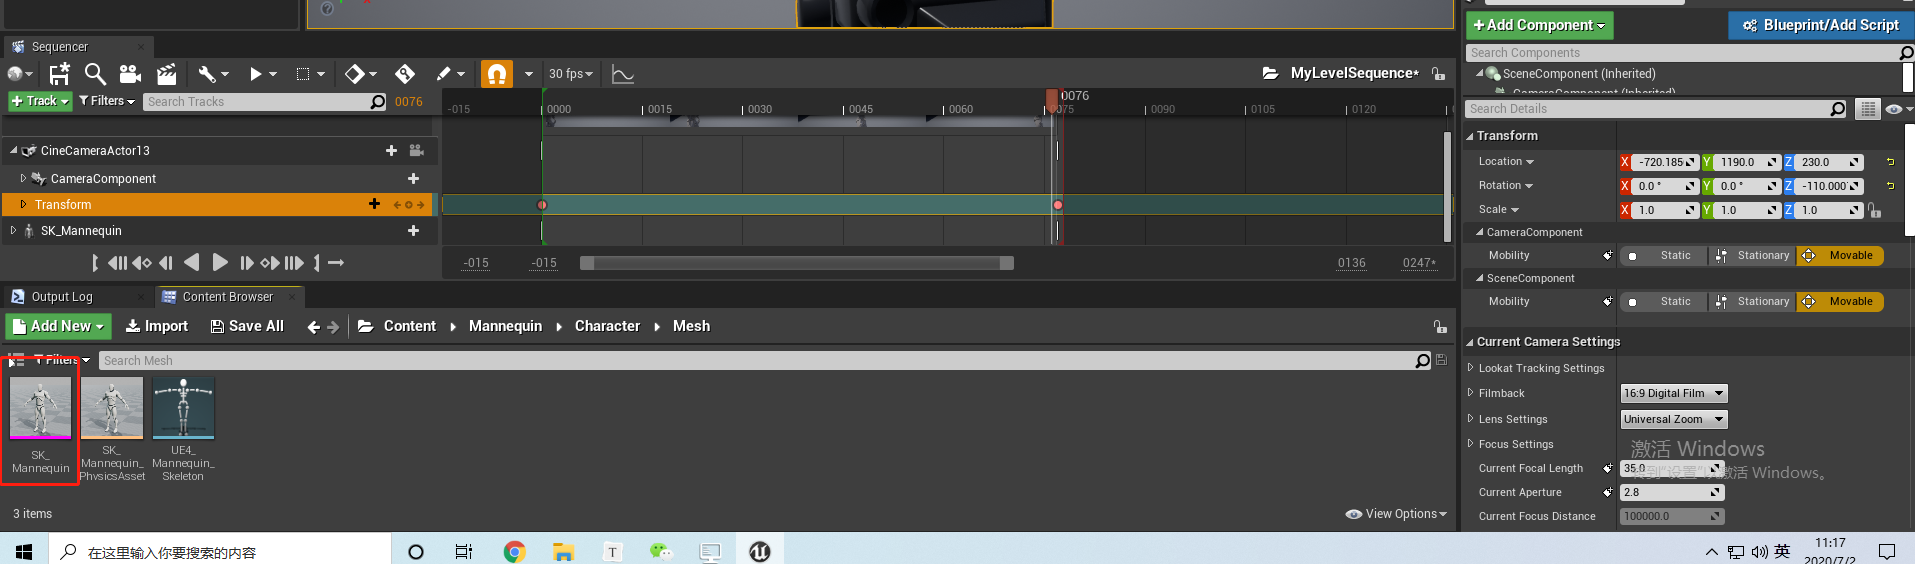 Sequencer
30 fps
MyLevelSequence*
Track
Filters
Search Tracks
0076
-015
0000
0015
0030
0045
0060
0075
0076
0090
0105
0120
CineCameraActor13
CameraComponent
Transform
SK_Mannequin
-015
-015
0136
0247*
Output Log
Content Browser
Add New
Import
Save All
Content
Mannequin
Character
Mesh
Filters
Search Mesh
SK_
Mannequin
SK_
Mannequin_
PhysicsAsset
UE4_
Mannequin_
Skeleton
3 items
View Options
Add Component
Blueprint/Add Script
Search Components
SceneComponent (Inherited)
CameraComponent (Inherited)
Search Details
Transform
Location
X -720.185 Y 1190.0 Z 230.0
Rotation
X 0.0 ° Y 0.0 ° Z -110.000
Scale
X 1.0 Y 1.0 Z 1.0
CameraComponent
Mobility
Static
Stationary
Movable
SceneComponent
Mobility
Static
Stationary
Movable
Current Camera Settings
Lookat Tracking Settings
Filmback
16:9 Digital Film
Lens Settings
Universal Zoom
Focus Settings
激活 Windows
Current Focal Length
35.0
转到"设置"以激活 Windows。
Current Aperture
2.8
Current Focus Distance
100000.0
在这里输入你要搜索的内容
英
11:17
2020/7/2